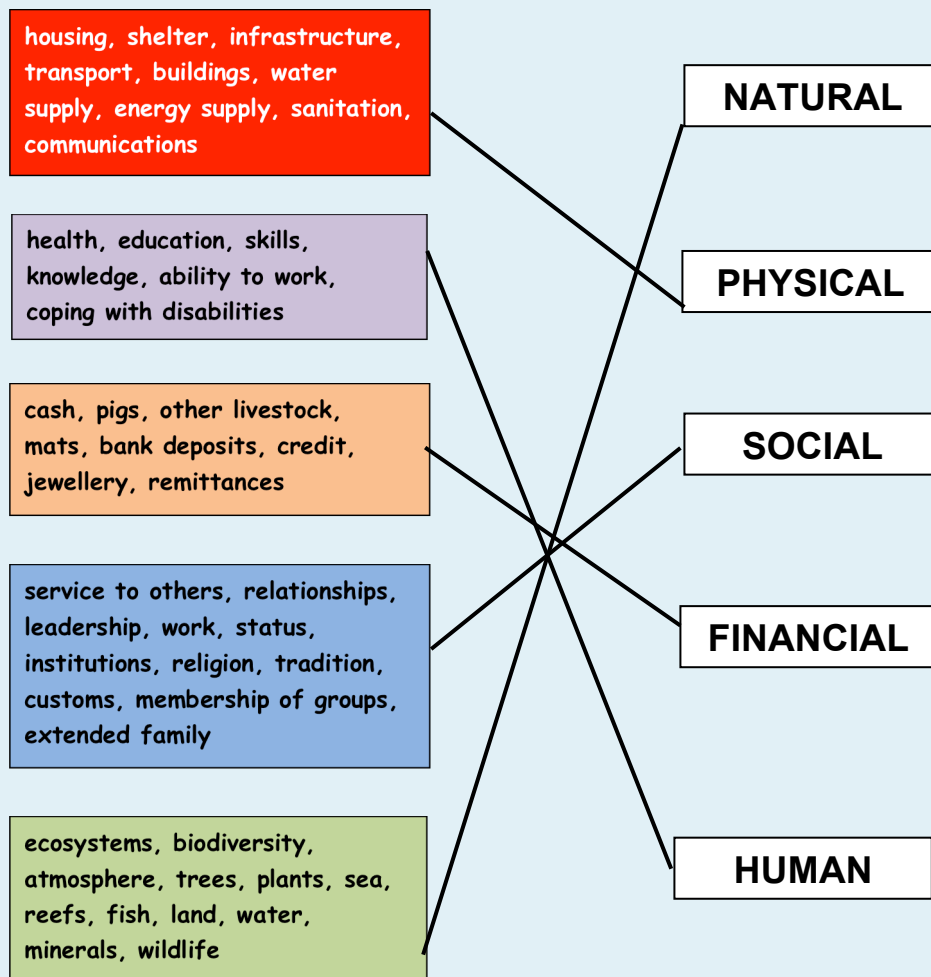 housing, shelter, infrastructure,
transport, buildings, water
supply, energy supply, sanitation,
communications
health, education, skills,
knowledge, ability to work,
coping with disabilities
cash, pigs, other livestock,
mats, bank deposits, credit,
jewellery, remittances
service to others, relationships,
leadership, work, status,
institutions, religion, tradition,
customs, membership of groups,
extended family
ecosystems, biodiversity,
atmosphere, trees, plants, sea,
reefs, fish, land, water,
minerals, wildlife
NATURAL
PHYSICAL
SOCIAL
FINANCIAL
HUMAN